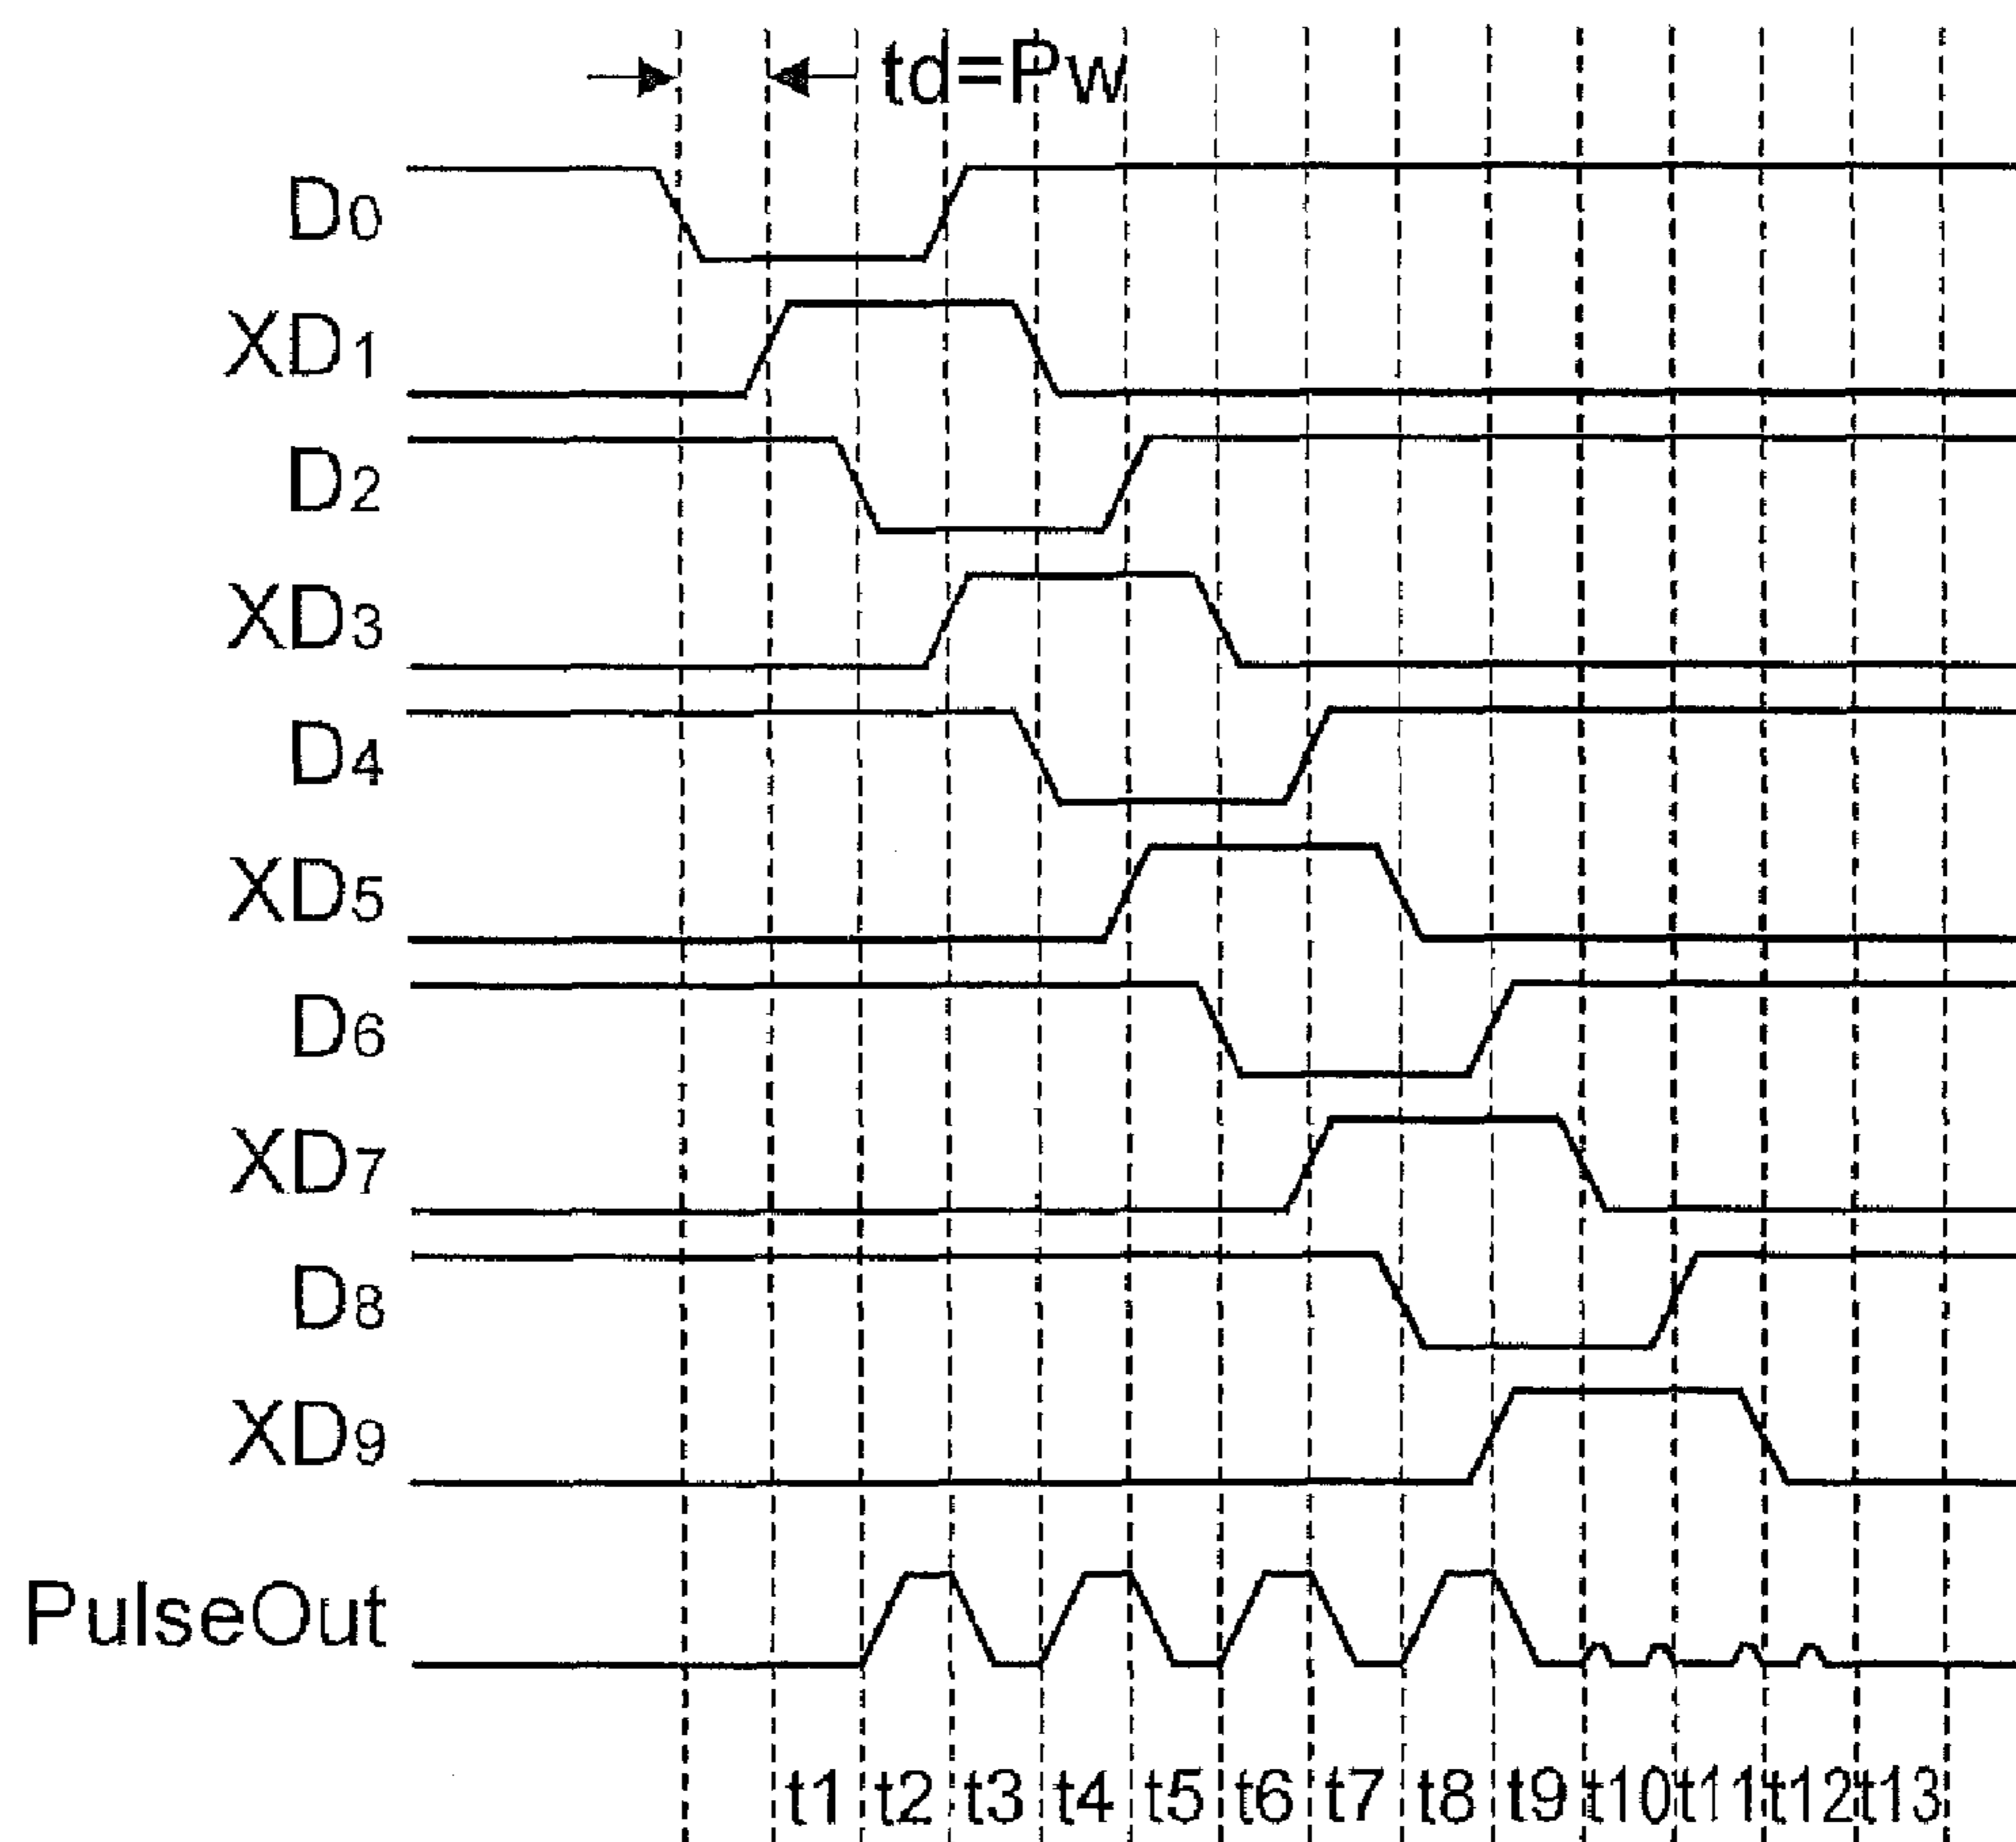 td=Pw
D0
XD1
D2
XD3
D4
XD5
D6
XD7
D8
XD9
PulseOut
t1 t2 t3 t4 t5 t6 t7 t8 t9 t10 t11 t12 t13